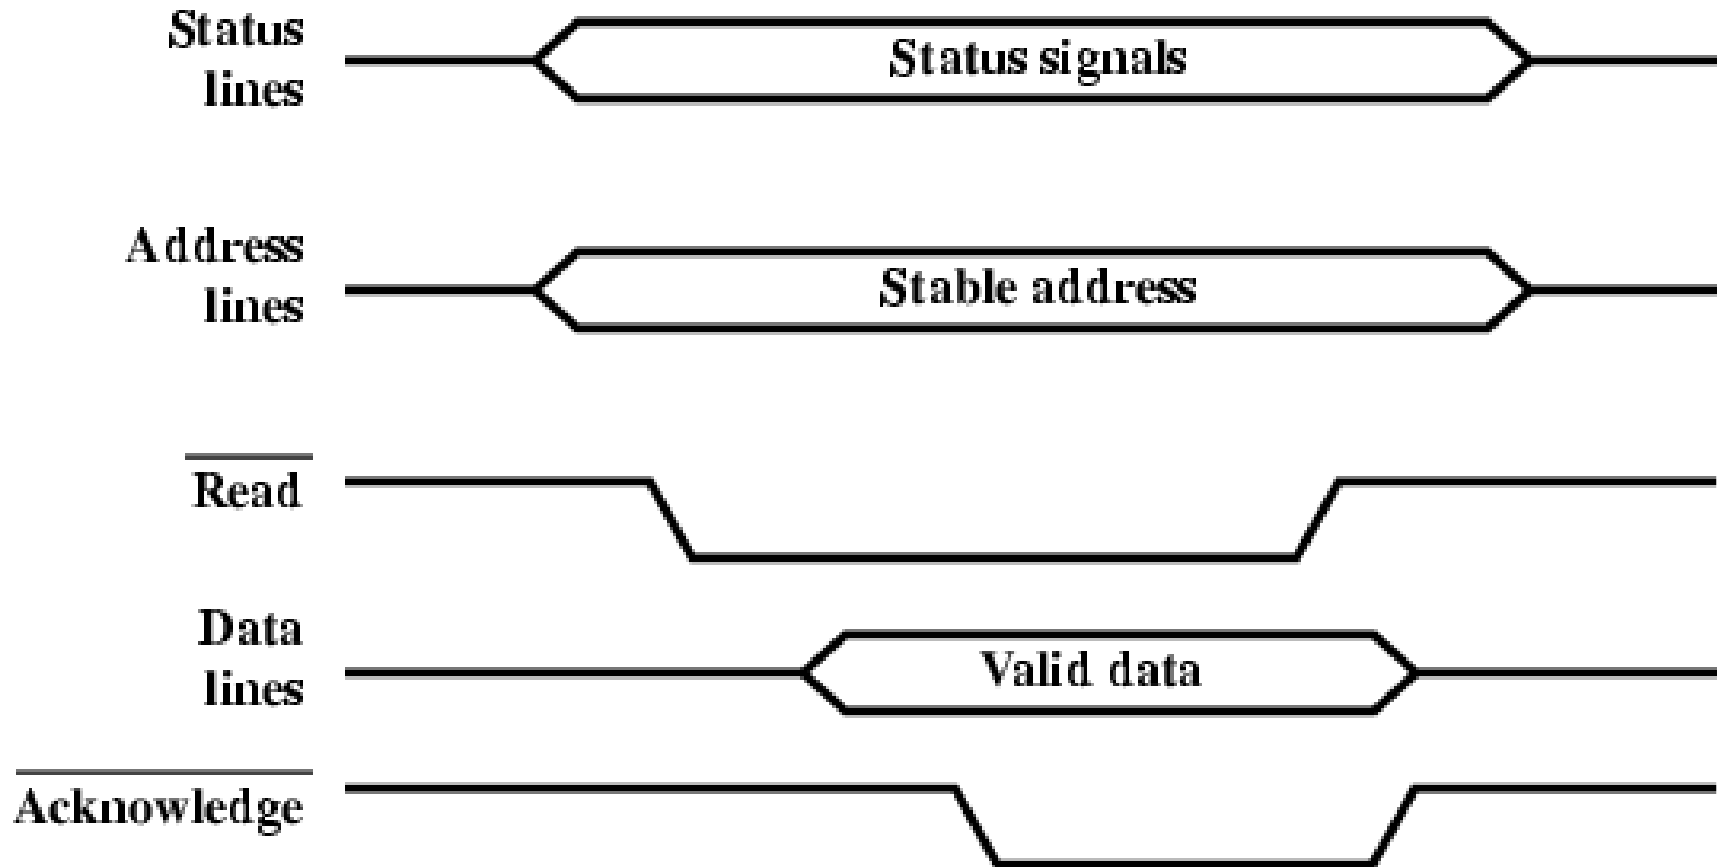 Status
lines
Status signals
Address
lines
Stable address
Read
Data
lines
Valid data
Acknowledge